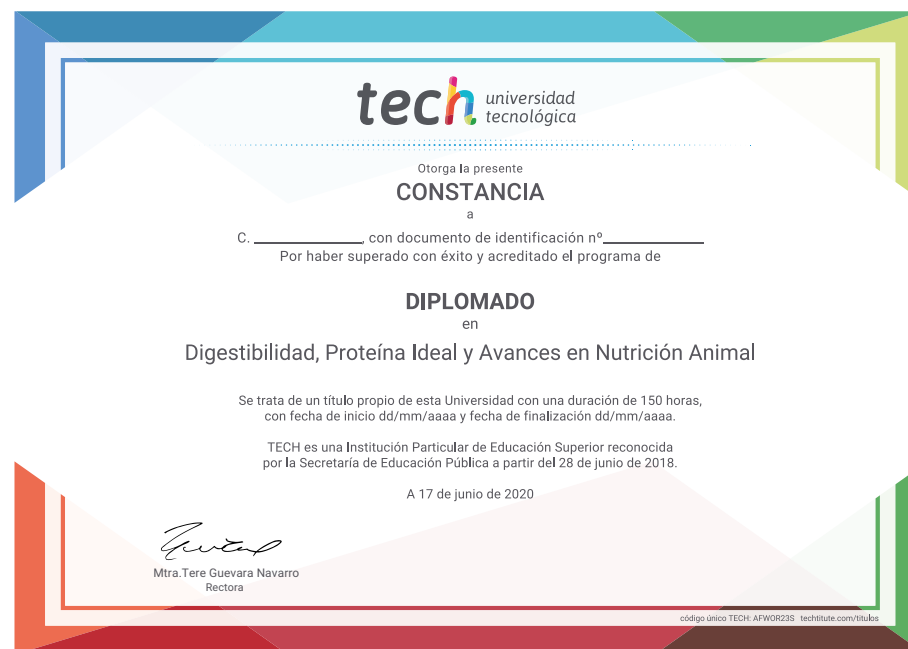 tech universidad
tecnológica
Otorga la presente
CONSTANCIA
a
C. ____________, con documento de identificación nº____________
Por haber superado con éxito y acreditado el programa de
DIPLOMADO
en
Digestibilidad, Proteína Ideal y Avances en Nutrición Animal
Se trata de un título propio de esta Universidad con una duración de 150 horas,
con fecha de inicio dd/mm/aaaa y fecha de finalización dd/mm/aaaa.
TECH es una Institución Particular de Educación Superior reconocida
por la Secretaría de Educación Pública a partir del 28 de junio de 2018.
A 17 de junio de 2020
Mtra.Tere Guevara Navarro
Rectora
código único TECH: AFWOR23S techtitute.com/títulos